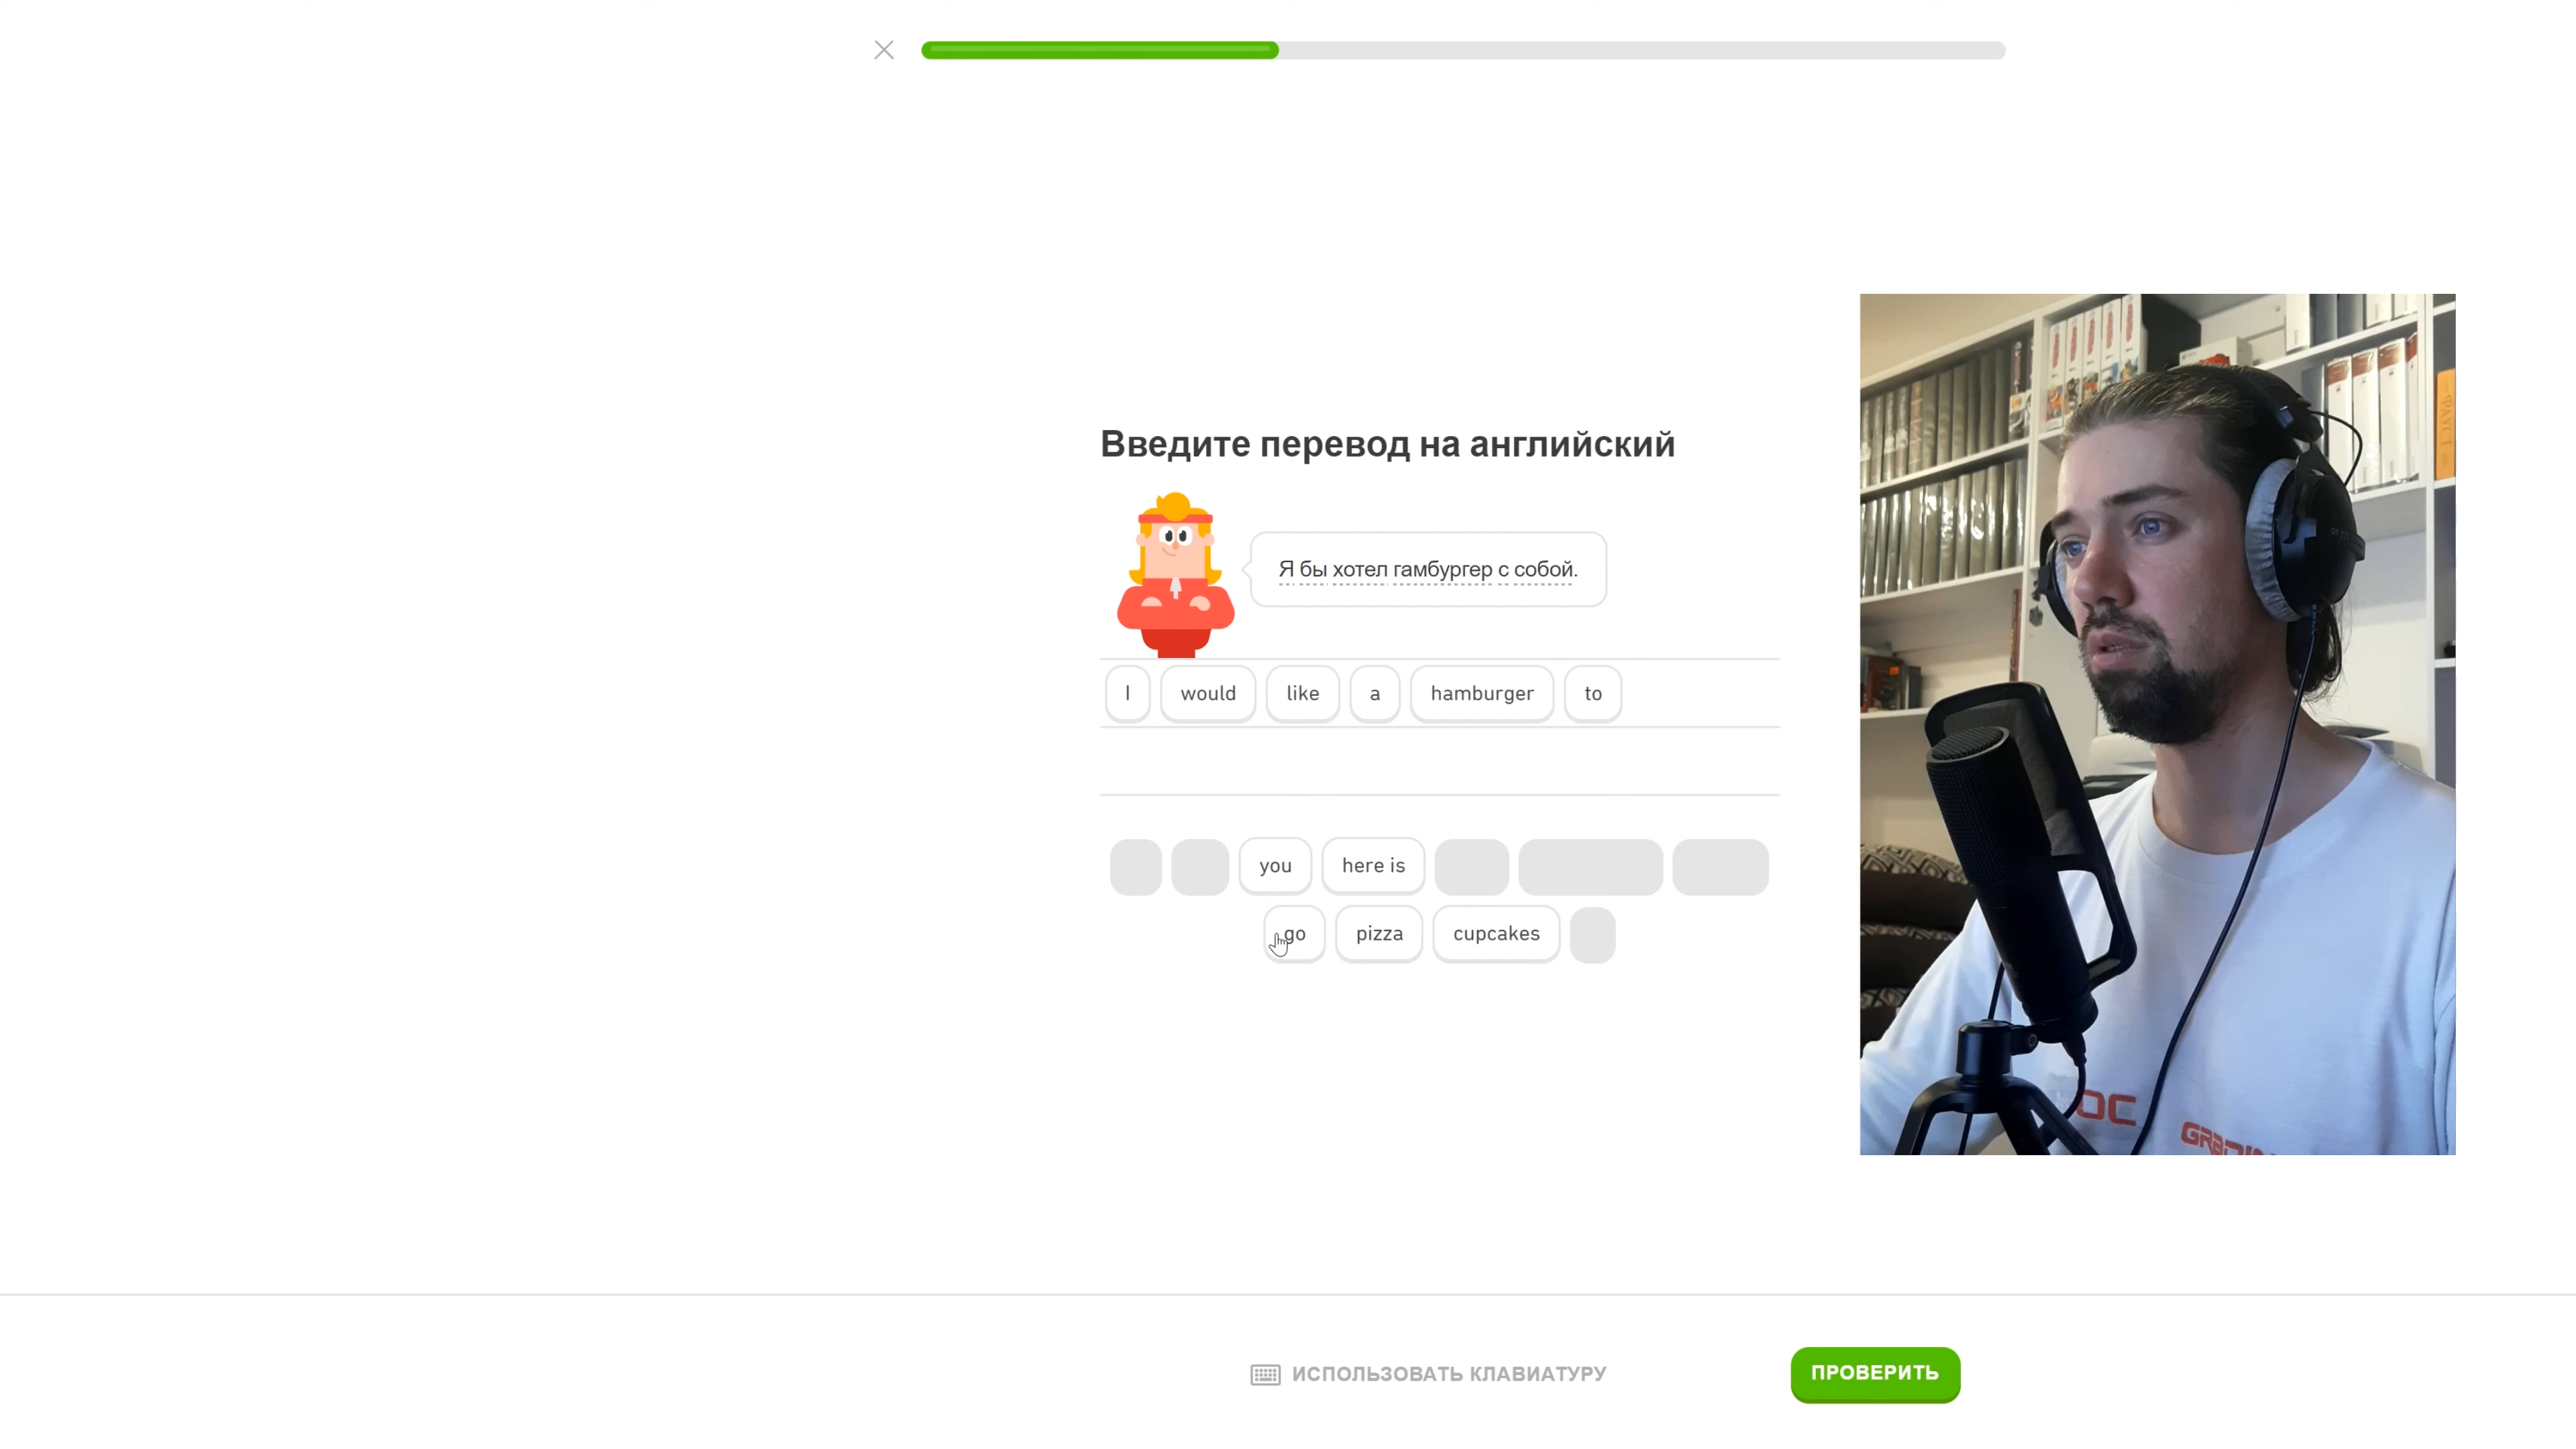 Введите перевод на английский
Я бы хотел гамбургер с собой.
I would like a hamburger to
you here is
go pizza cupcakes
ИСПОЛЬЗОВАТЬ КЛАВИАТУРУ
ПРОВЕРИТЬ
ФАУСТ